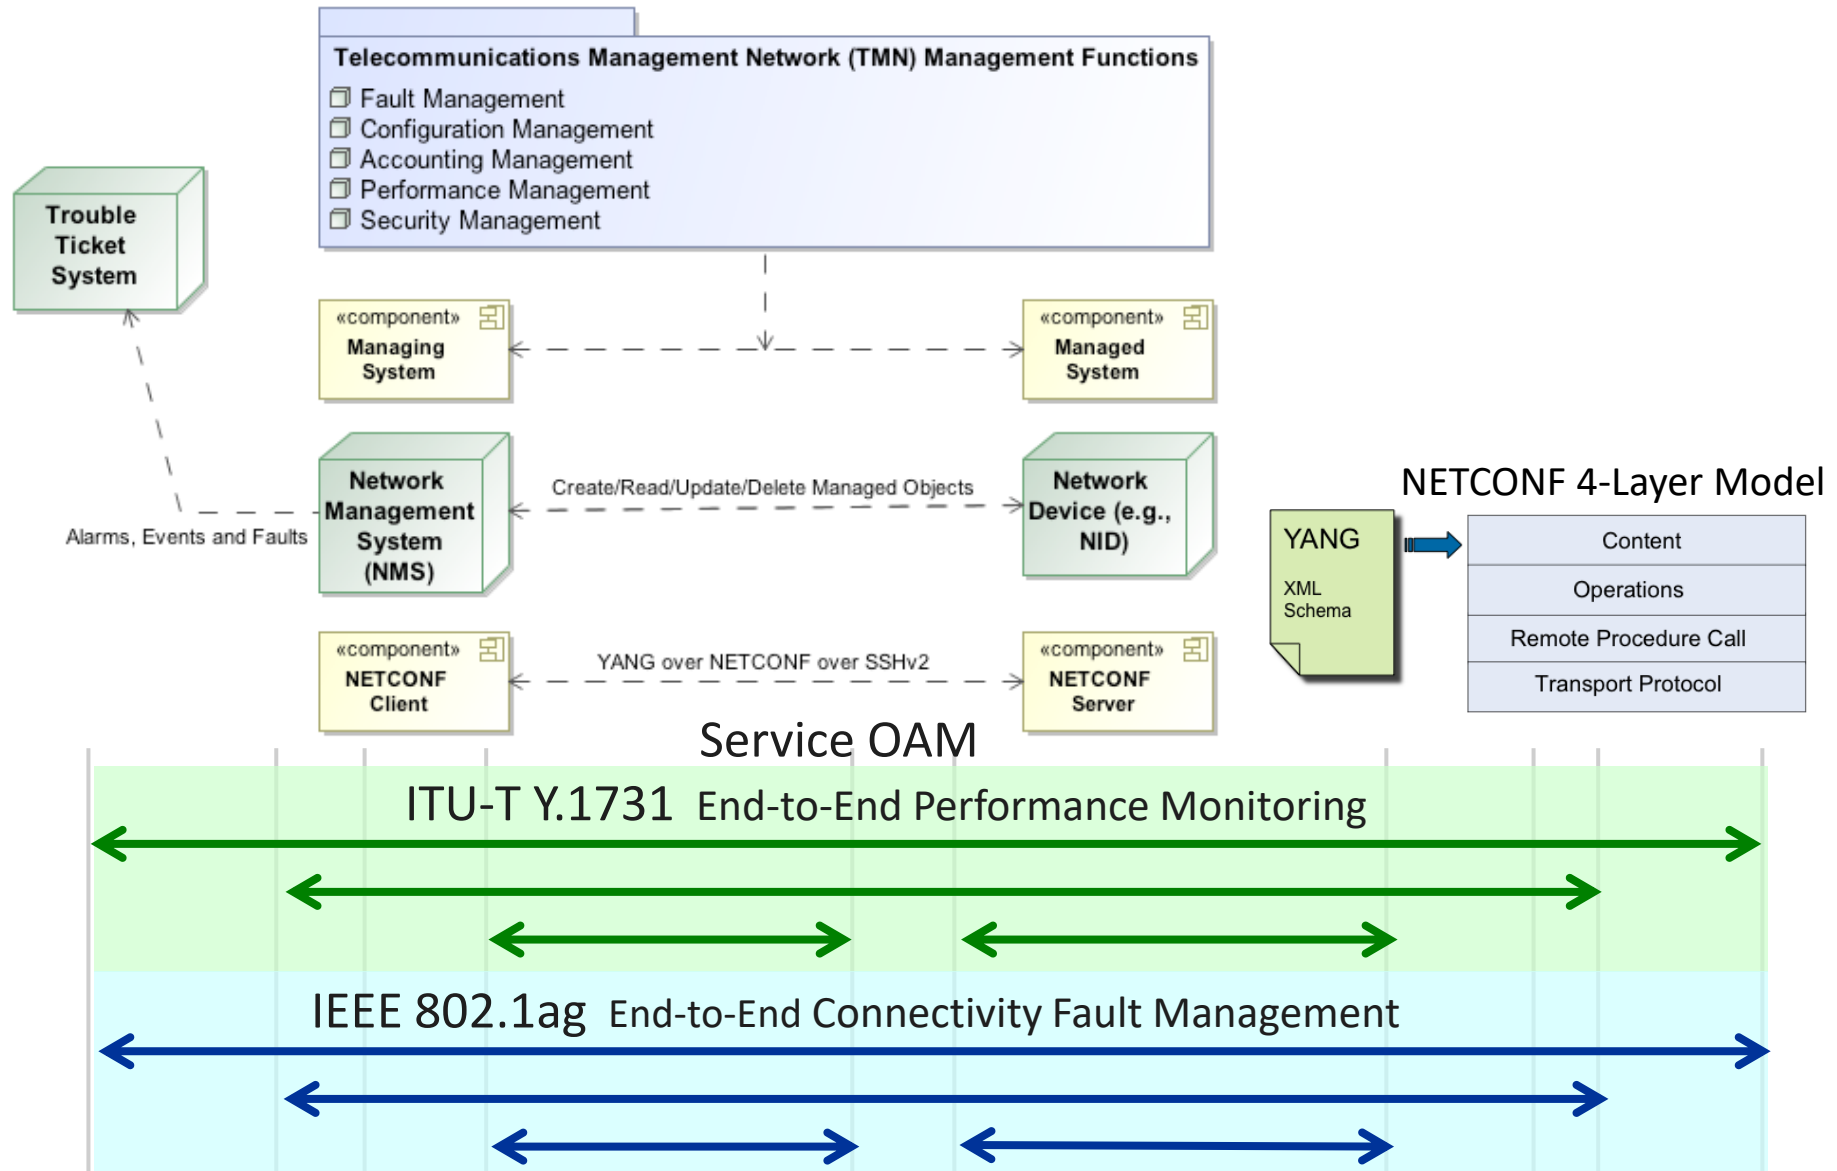 Telecommunications Management Network (TMN) Management Functions
Fault Management
Configuration Management
Accounting Management
Performance Management
Security Management
Trouble
Ticket
System
«component»
Managing
System
«component»
Managed
System
Network
Management
System
(NMS)
Create/Read/Update/Delete Managed Objects
Network
Device (e.g.,
NID)
Alarms, Events and Faults
NETCONF 4-Layer Model
YANG
XML
Schema
Content
Operations
Remote Procedure Call
Transport Protocol
«component»
NETCONF
Client
YANG over NETCONF over SSHv2
«component»
NETCONF
Server
Service OAM
ITU-T Y.1731 End-to-End Performance Monitoring
IEEE 802.1ag End-to-End Connectivity Fault Management